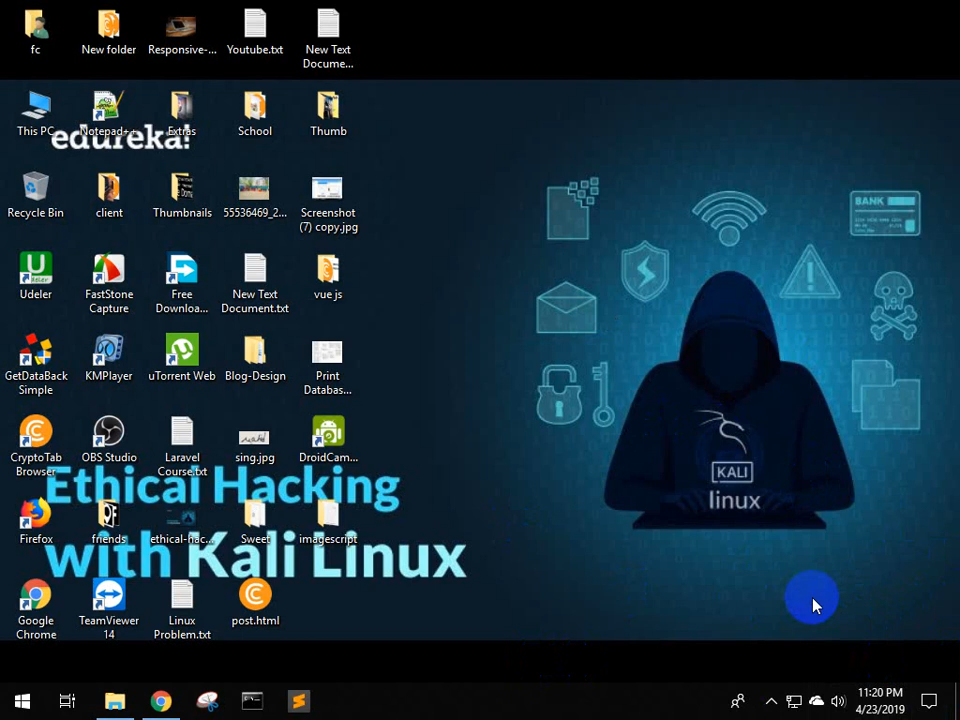 fc
New folder
Responsive-...
Youtube.txt
New Text
Docume...
This PC
Notepad++
Extras
School
Thumb
edureka!
Recycle Bin
client
Thumbnails
55536469_2...
Screenshot
(7) copy.jpg
BANK
Udeler
FastStone
Capture
Free
Downloa...
New Text
Document.txt
vue js
GetDataBack
Simple
KMPlayer
uTorrent Web
Blog-Design
Print
Databas...
CryptoTab
Browser
OBS Studio
Laravel
Course.txt
sing.jpg
DroidCam...
KALI
linux
Ethical Hacking
with Kali Linux
Firefox
friends
ethical-hac...
Sweet
imagescript
Google
Chrome
TeamViewer
14
Linux
Problem.txt
post.html
11:20 PM
4/23/2019